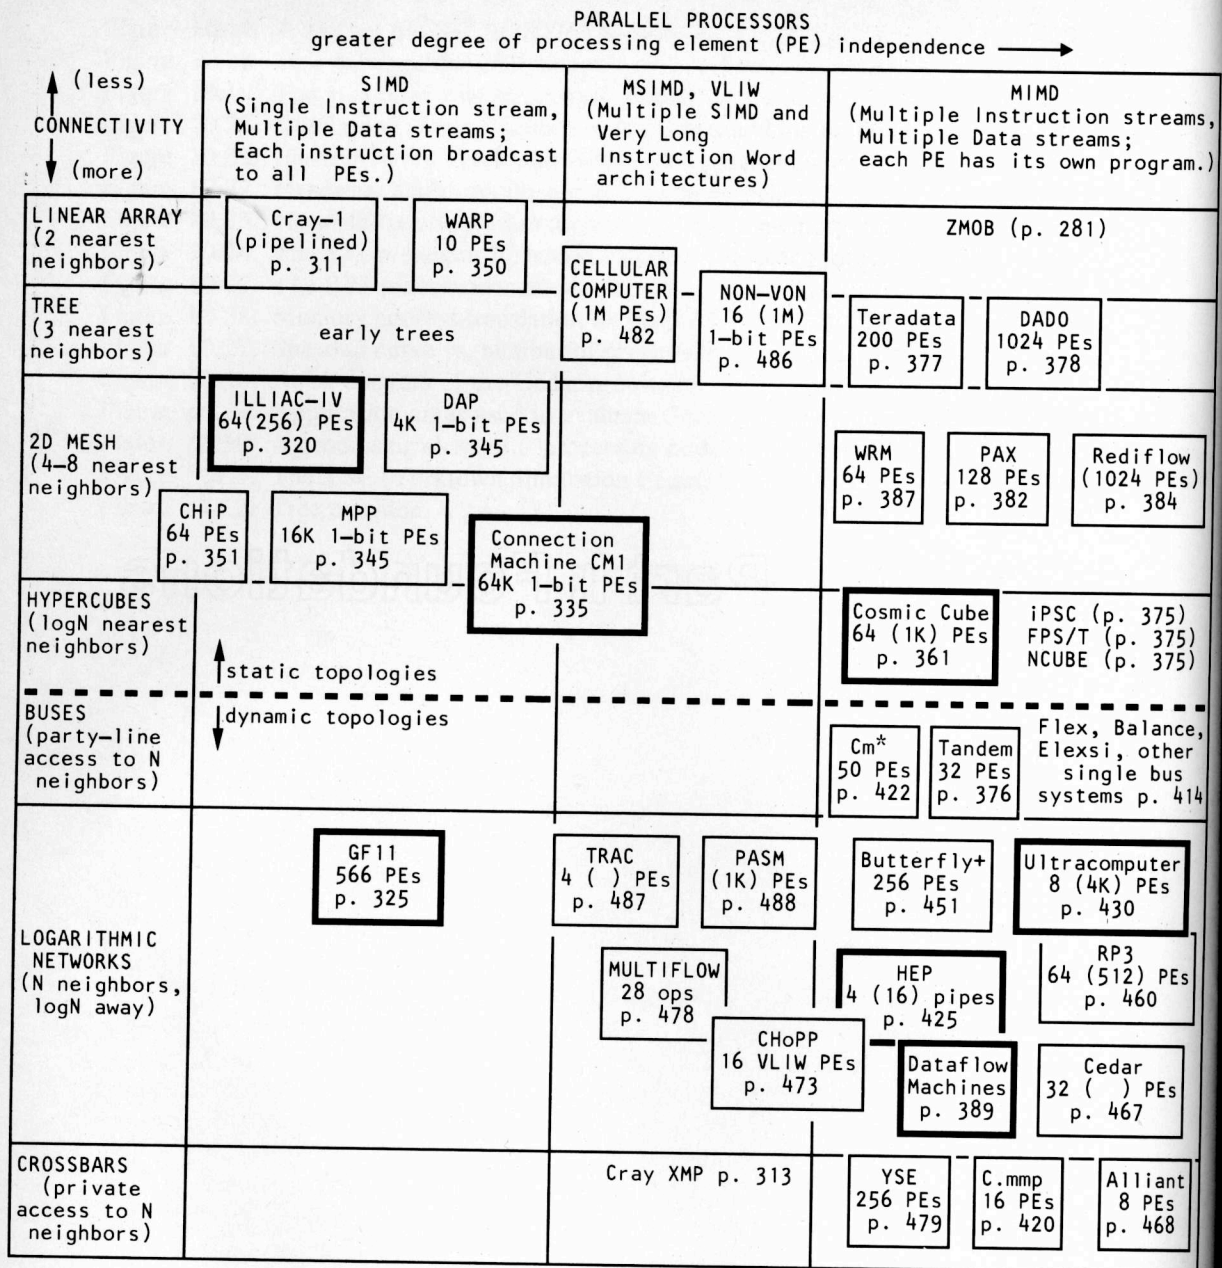 PARALLEL PROCESSORS
greater degree of processing element (PE) independence
(less)
CONNECTIVITY
(more)
SIMD
(Single Instruction stream,
Multiple Data streams;
Each instruction broadcast
to all PEs.)
MSIMD, VLIW
(Multiple SIMD and
Very Long
Instruction Word
architectures)
MIMD
(Multiple Instruction streams,
Multiple Data streams;
each PE has its own program.)
LINEAR ARRAY
(2 nearest
neighbors)
Cray-1
(pipelined)
p. 311
WARP
10 PEs
p. 350
ZMOB (p. 281)
CELLULAR
COMPUTER
(1M PEs)
p. 482
NON-VON
16 (1M)
1-bit PEs
p. 486
TREE
(3 nearest
neighbors)
early trees
Teradata
200 PEs
p. 377
DADO
1024 PEs
p. 378
2D MESH
(4-8 nearest
neighbors)
ILLIAC-IV
64(256) PEs
p. 320
DAP
4K 1-bit PEs
p. 345
WRM
64 PEs
p. 387
PAX
128 PEs
p. 382
Rediflow
(1024 PEs)
p. 384
CHiP
64 PEs
p. 351
MPP
16K 1-bit PEs
p. 345
Connection
Machine CM1
64K 1-bit PEs
p. 335
HYPERCUBES
(logN nearest
neighbors)
Cosmic Cube
64 (1K) PEs
p. 361
iPSC (p. 375)
FPS/T (p. 375)
NCUBE (p. 375)
static topologies
dynamic topologies
BUSES
(party-line
access to N
neighbors)
Cm*
50 PEs
p. 422
Tandem
32 PEs
p. 376
Flex, Balance,
Elexsi, other
single bus
systems p. 414
LOGARITHMIC
NETWORKS
(N neighbors,
logN away)
GF11
566 PEs
p. 325
TRAC
4 ( ) PEs
p. 487
PASM
(1K) PEs
p. 488
Butterfly+
256 PEs
p. 451
Ultracomputer
8 (4K) PEs
p. 430
MULTIFLOW
28 ops
p. 478
HEP
4 (16) pipes
p. 425
RP3
64 (512) PEs
p. 460
CHoPP
16 VLIW PEs
p. 473
Dataflow
Machines
p. 389
Cedar
32 ( ) PEs
p. 467
CROSSBARS
(private
access to N
neighbors)
Cray XMP p. 313
YSE
256 PEs
p. 479
C.mmp
16 PEs
p. 420
Alliant
8 PEs
p. 468